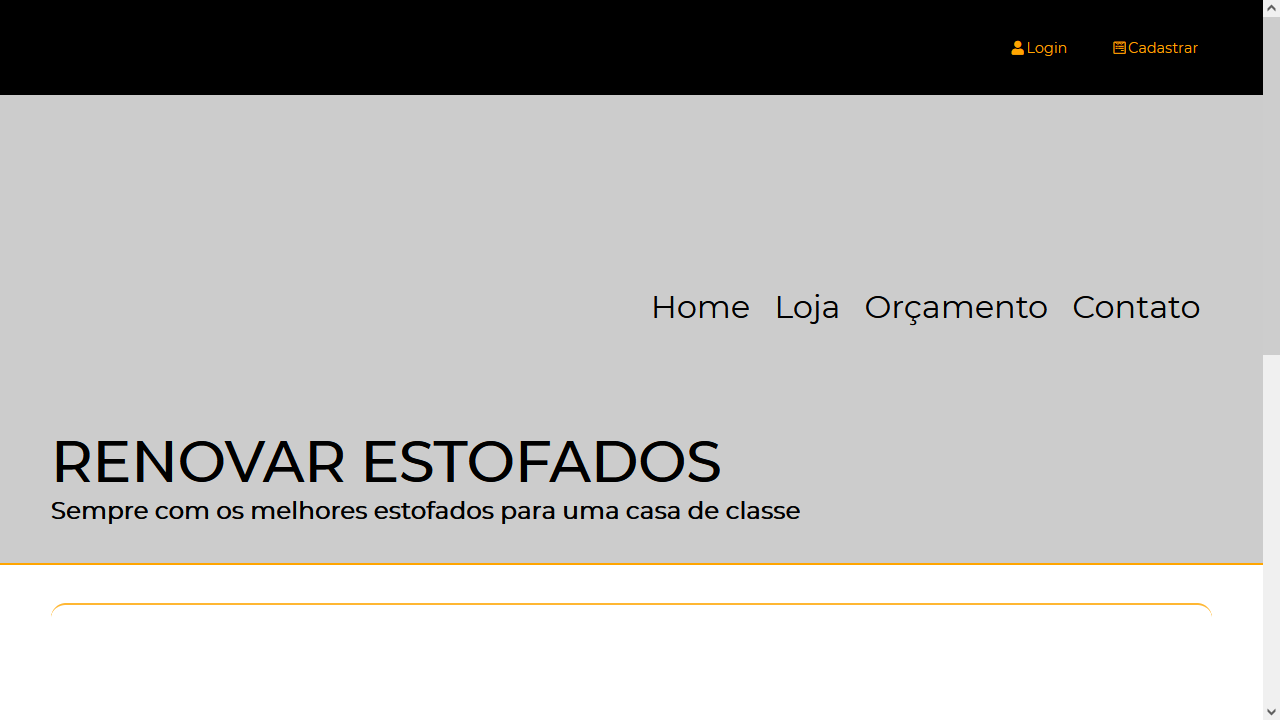 Login Cadastrar
Home Loja Orçamento Contato
RENOVAR ESTOFADOS
Sempre com os melhores estofados para uma casa de classe